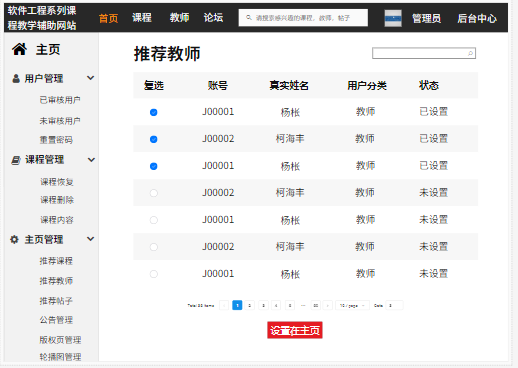 软件工程系列课
程教学辅助网站
首页 课程 教师 论坛
请搜索感兴趣的课程、教师、帖子
管理员 后台中心
主页
用户管理
已审核用户
未审核用户
重置密码
课程管理
课程恢复
课程删除
课程内容
主页管理
推荐课程
推荐教师
推荐帖子
公告管理
版权页管理
轮播图管理
推荐教师
复选 账号 真实姓名 用户分类 状态
J00001 杨枨 教师 已设置
J00002 柯海丰 教师 已设置
J00001 杨枨 教师 已设置
J00002 柯海丰 教师 未设置
J00001 杨枨 教师 未设置
J00002 柯海丰 教师 未设置
J00001 杨枨 教师 未设置
1 2 3 4 5 ··· 50 10 / page Goto 5
设置在主页